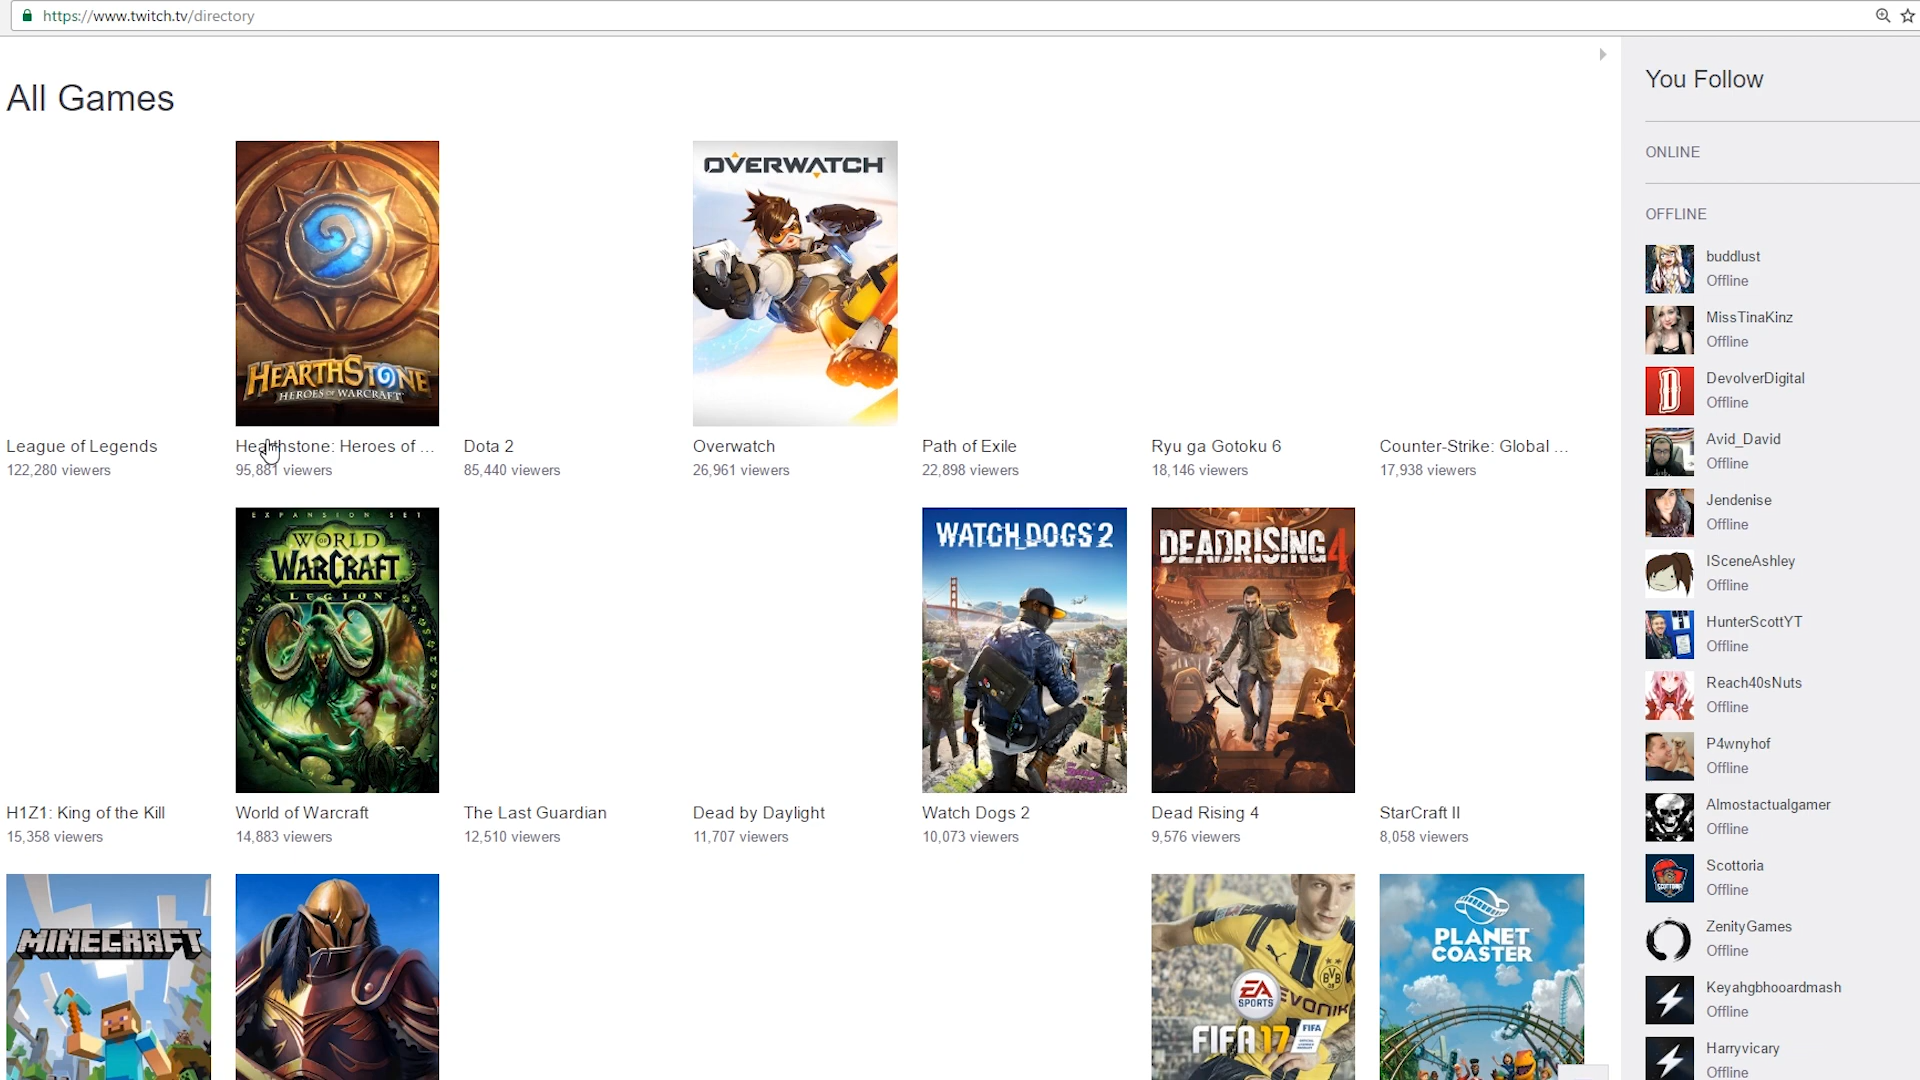 https://www.twitch.tv/directory
All Games
You Follow
ONLINE
OFFLINE
OVERWATCH
HEARTHSTONE
HEROES OF WARCRAFT
League of Legends
122,280 viewers
Hearthstone: Heroes of ...
95,881 viewers
Dota 2
85,440 viewers
Overwatch
26,961 viewers
Path of Exile
22,898 viewers
Ryu ga Gotoku 6
18,146 viewers
Counter-Strike: Global ...
17,938 viewers
EXPANSION SET
WORLD OF
WARCRAFT
LEGION
WATCH_DOGS 2
DEADRISING 4
H1Z1: King of the Kill
15,358 viewers
World of Warcraft
14,883 viewers
The Last Guardian
12,510 viewers
Dead by Daylight
11,707 viewers
Watch Dogs 2
10,073 viewers
Dead Rising 4
9,576 viewers
StarCraft II
8,058 viewers
MINECRAFT
BVB
09
EVONIK
EA
SPORTS
FIFA 17
FIFA
PLANET
COASTER
buddlust
Offline
MissTinaKinz
Offline
DevolverDigital
Offline
Avid_David
Offline
Jendenise
Offline
ISceneAshley
Offline
HunterScottYT
Offline
Reach40sNuts
Offline
P4wnyhof
Offline
Almostactualgamer
Offline
Scottoria
Offline
ZenityGames
Offline
Keyahgbhooardmash
Offline
Harryvicary
Offline